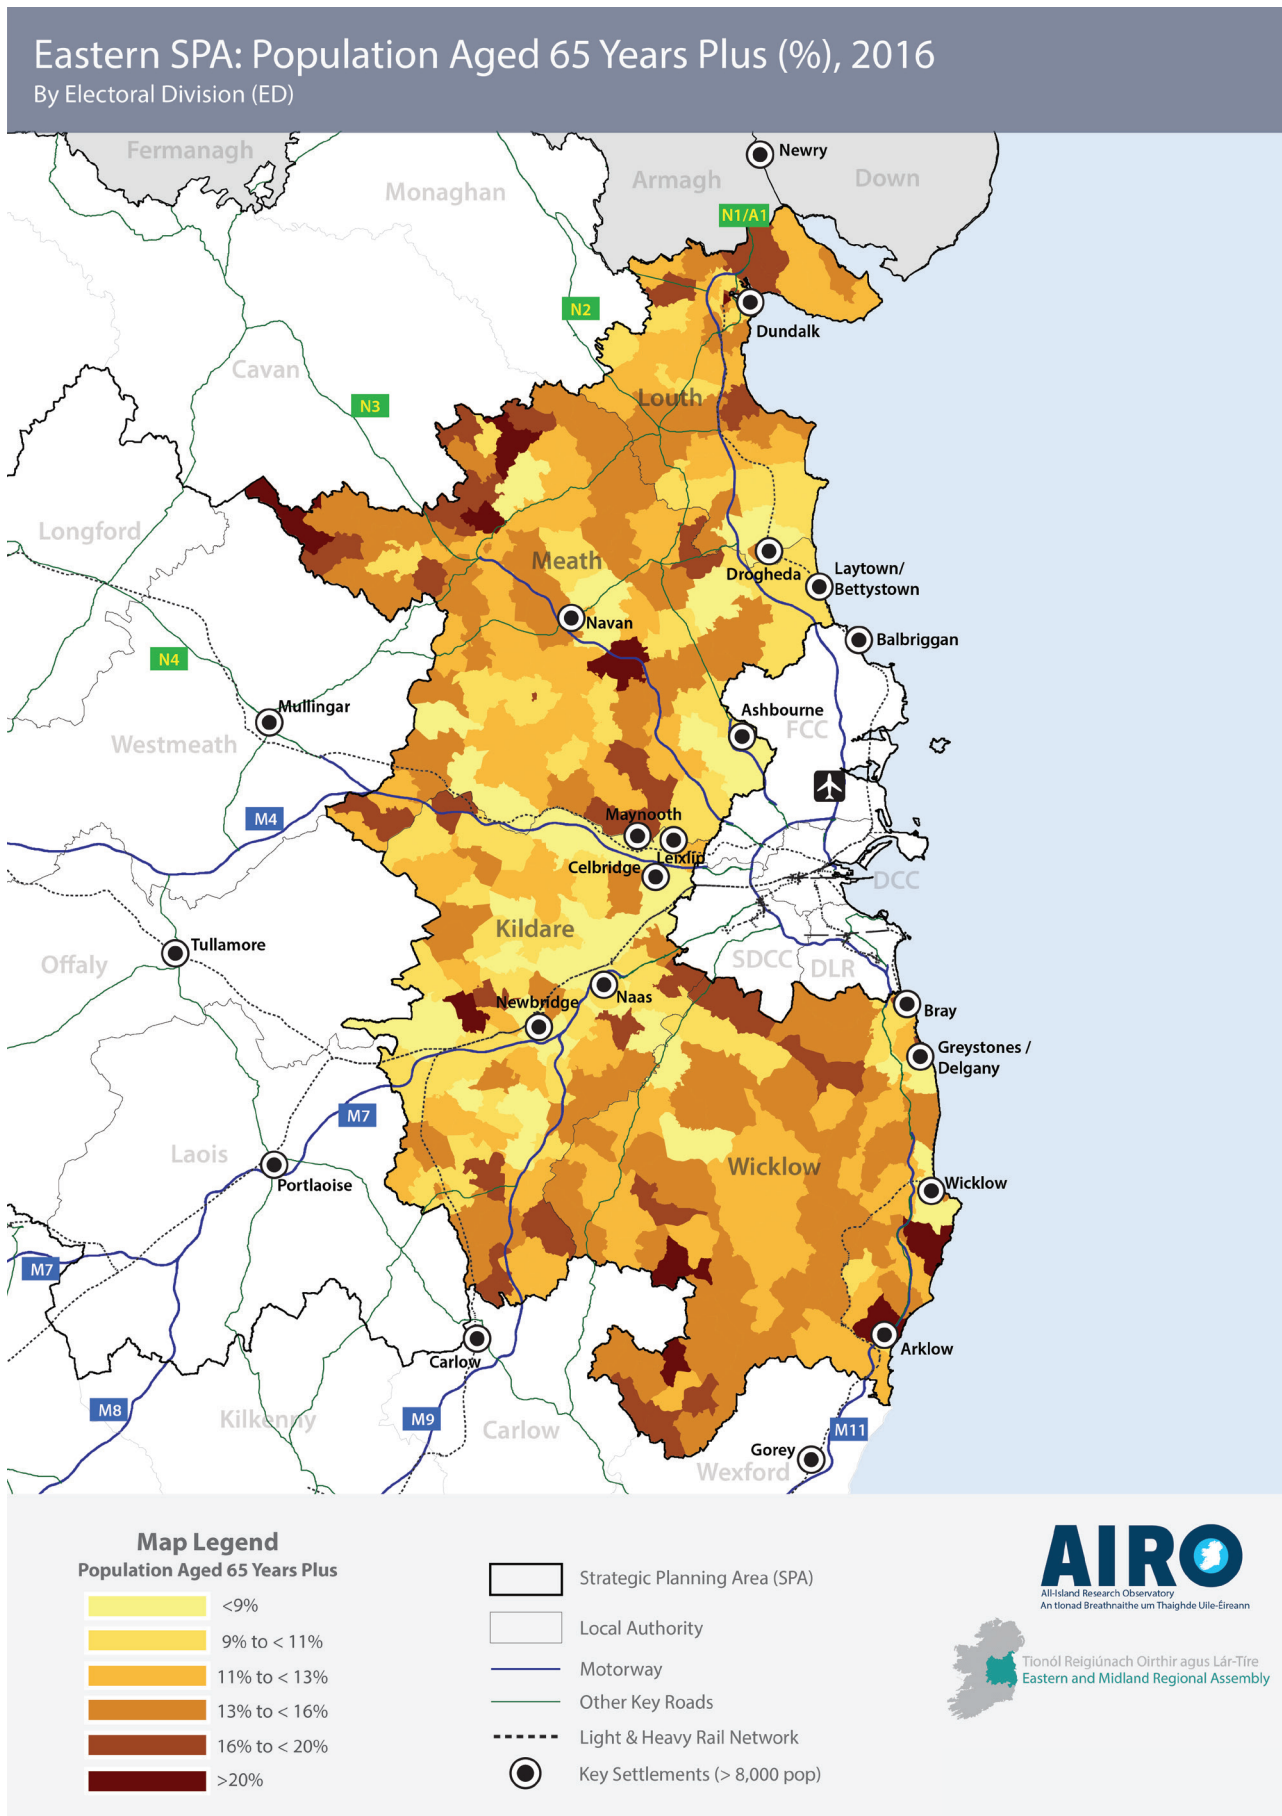 Eastern SPA: Population Aged 65 Years Plus (%), 2016
By Electoral Division (ED)
Fermanagh
Monaghan
Armagh
Down
Newry
N1/A1
N2
Dundalk
Cavan
N3
Louth
Longford
Meath
Drogheda
Laytown/
Bettystown
Navan
Balbriggan
N4
Mullingar
Westmeath
Ashbourne
FCC
M4
Maynooth
Leixlip
Celbridge
DCC
Kildare
Tullamore
Offaly
SDCC
DLR
Newbridge
Naas
Bray
Greystones /
Delgany
M7
Laois
Portlaoise
Wicklow
Wicklow
M7
Carlow
Arklow
M8
Kilkenny
M9
Carlow
M11
Gorey
Wexford
Map Legend
Population Aged 65 Years Plus
<9%
9% to < 11%
11% to < 13%
13% to < 16%
16% to < 20%
>20%
Strategic Planning Area (SPA)
Local Authority
Motorway
Other Key Roads
Light & Heavy Rail Network
Key Settlements (> 8,000 pop)
AIRO
All-Island Research Observatory
An tIonad Breathnaithe um Thaighde Uile-Éireann
Tionól Reigiúnach Oirthir agus Lár-Tíre
Eastern and Midland Regional Assembly